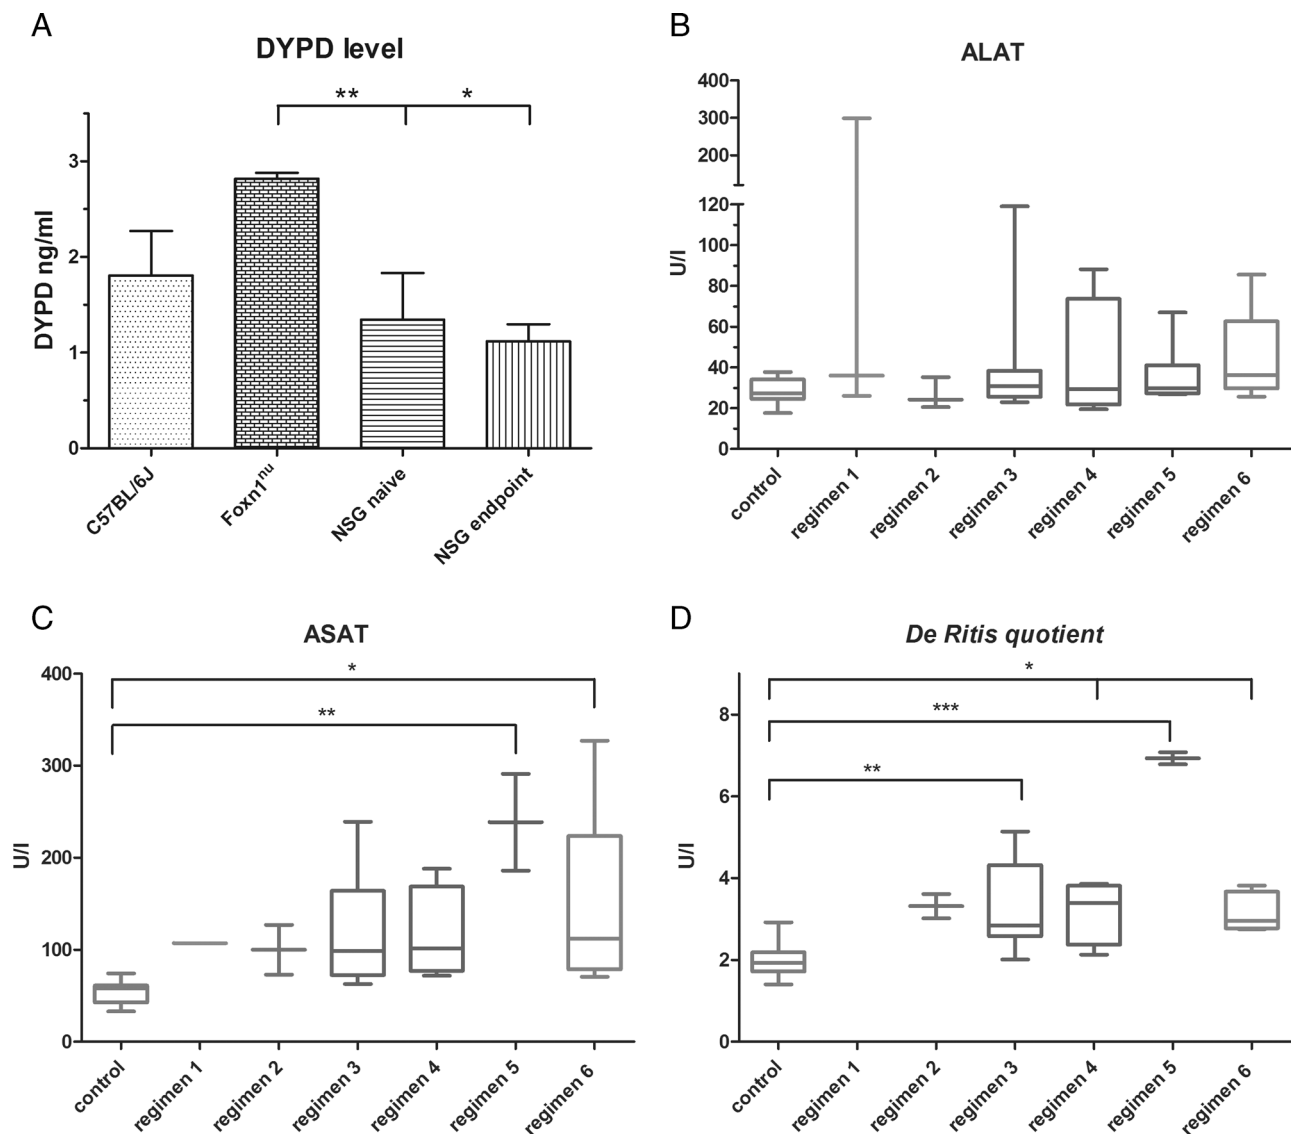 A
DYPD level
** *
DYPD ng/ml
3
2
1
0
C57BL/6J
Foxn1ⁿᵘ
NSG naive
NSG endpoint
B
ALAT
U/l
400
300
200
120
100
80
60
40
20
0
control
regimen 1
regimen 2
regimen 3
regimen 4
regimen 5
regimen 6
C
ASAT
*
**
U/l
400
300
200
100
0
control
regimen 1
regimen 2
regimen 3
regimen 4
regimen 5
regimen 6
D
De Ritis quotient
*
***
**
U/l
8
6
4
2
0
control
regimen 1
regimen 2
regimen 3
regimen 4
regimen 5
regimen 6